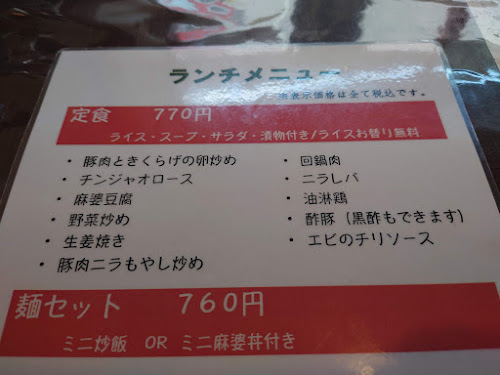 ランチメニュー
※表示価格は全て税込です。
定食 770円
ライス・スープ・サラダ・漬物付き/ライスお替り無料
・豚肉ときくらげの卵炒め
・チンジャオロース
・麻婆豆腐
・野菜炒め
・生姜焼き
・豚肉ニラもやし炒め
・回鍋肉
・ニラレバ
・油淋鶏
・酢豚（黒酢もできます）
・エビのチリソース
麺セット 760円
ミニ炒飯 OR ミニ麻婆丼付き